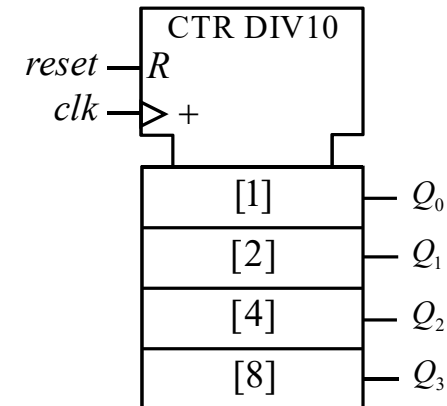 CTR DIV10
reset R
clk +
[1] Q₀
[2] Q₁
[4] Q₂
[8] Q₃